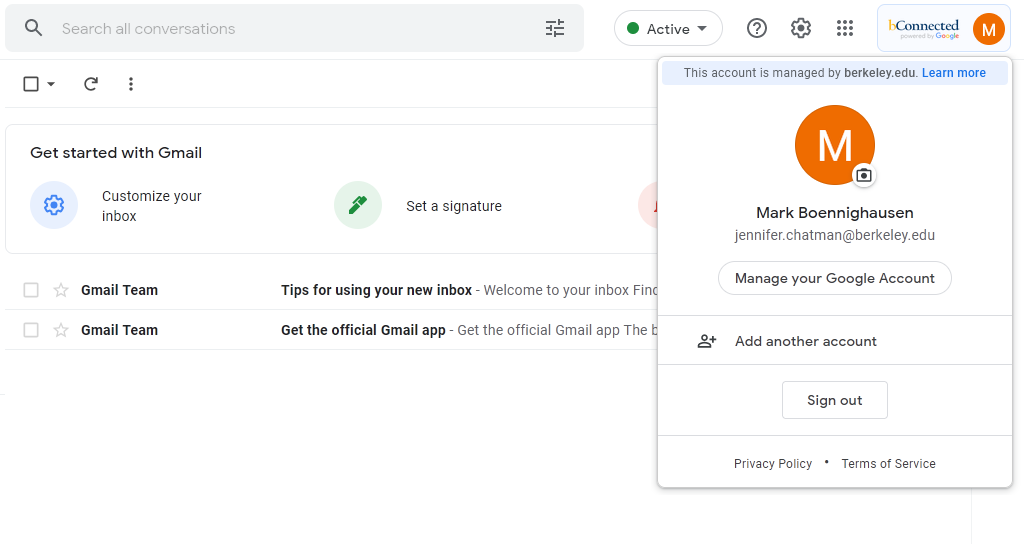 Search all conversations
Active
bConnected
powered by Google
M
This account is managed by berkeley.edu. Learn more
M
Mark Boennighausen
jennifer.chatman@berkeley.edu
Manage your Google Account
Add another account
Sign out
Privacy Policy • Terms of Service
Get started with Gmail
Customize your
inbox
Set a signature
Gmail Team Tips for using your new inbox - Welcome to your inbox Find
Gmail Team Get the official Gmail app - Get the official Gmail app The